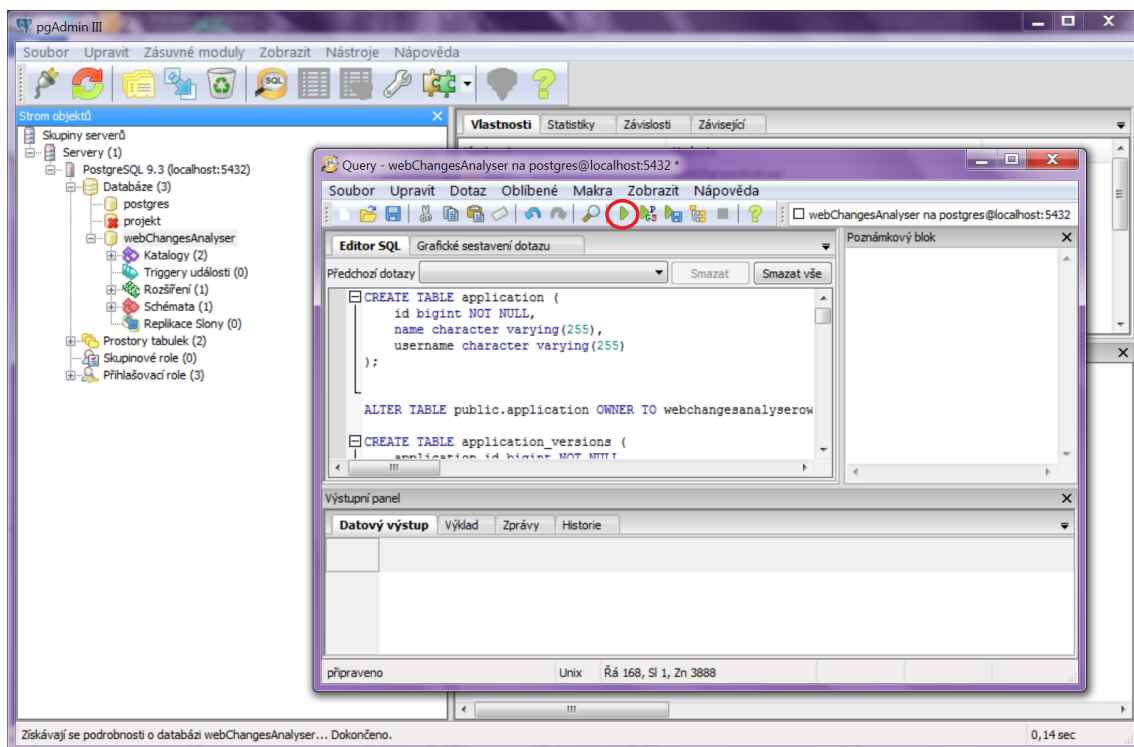 pgAdmin III
Soubor Upravit Zásuvné moduly Zobrazit Nástroje Nápověda
SQL
Strom objektů
Skupiny serverů
Servery (1)
PostgreSQL 9.3 (localhost:5432)
Databáze (3)
postgres
projekt
webChangesAnalyser
Katalogy (2)
Triggery události (0)
Rozšíření (1)
Schémata (1)
Replikace Slony (0)
Prostory tabulek (2)
Skupinové role (0)
Přihlašovací role (3)
Vlastnosti Statistiky Závislosti Závisející
Query - webChangesAnalyser na postgres@localhost:5432 *
Soubor Upravit Dotaz Oblíbené Makra Zobrazit Nápověda
webChangesAnalyser na postgres@localhost:5432
Editor SQL Grafické sestavení dotazu
Předchozí dotazy Smazat Smazat vše
CREATE TABLE application (
id bigint NOT NULL,
name character varying(255),
username character varying(255)
);
ALTER TABLE public.application OWNER TO webchangesanalyserow
CREATE TABLE application_versions (
application_id bigint NOT NULL
Poznámkový blok
Výstupní panel
Datový výstup Výklad Zprávy Historie
připraveno Unix Řá 168, Sl 1, Zn 3888
Získávají se podrobnosti o databázi webChangesAnalyser... Dokončeno. 0,14 sec